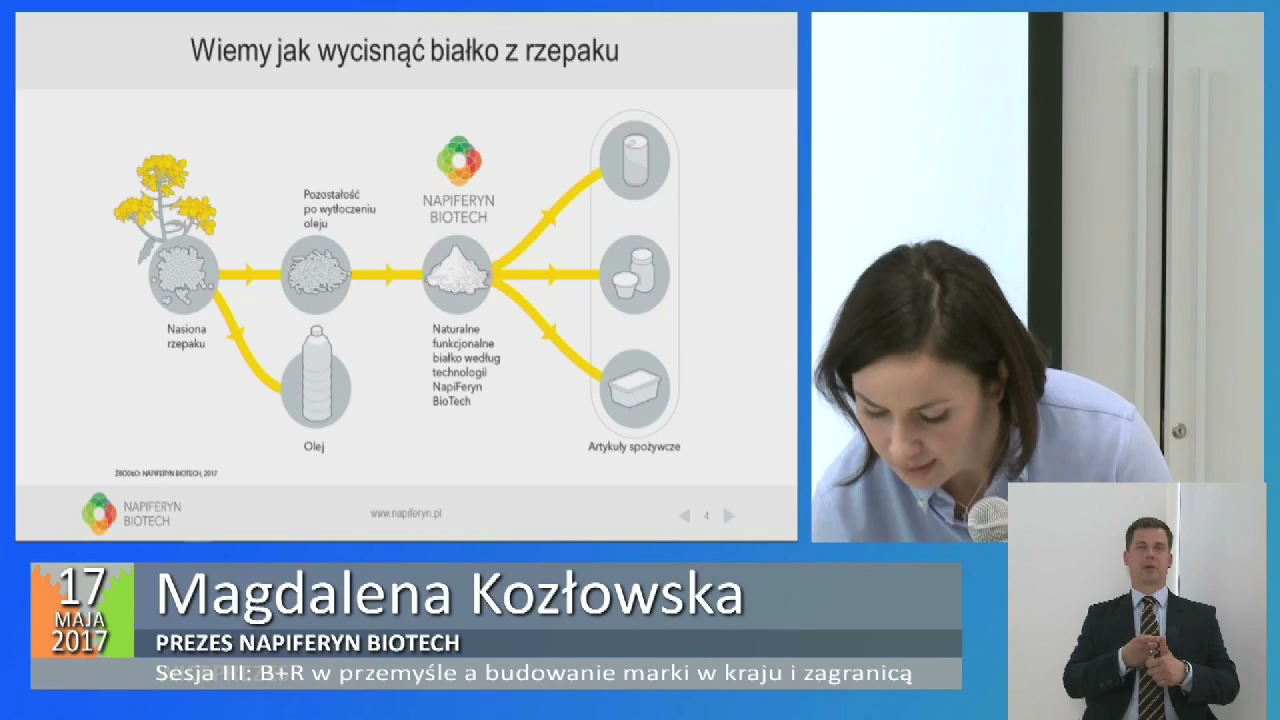 Wiemy jak wycisnąć białko z rzepaku
Pozostałość
po wytłoczeniu
oleju
NAPIFERYN
BIOTECH
Nasiona
rzepaku
Naturalne
funkcjonalne
białko według
technologii
NapiFeryn
BioTech
Olej
Artykuły spożywcze
ŹRÓDŁO: NAPIFERYN BIOTECH, 2017
NAPIFERYN
BIOTECH
www.napiferyn.pl
4
17
MAJA
2017
Magdalena Kozłowska
PREZES NAPIFERYN BIOTECH
Sesja III: B+R w przemyśle a budowanie marki w kraju i zagranicą